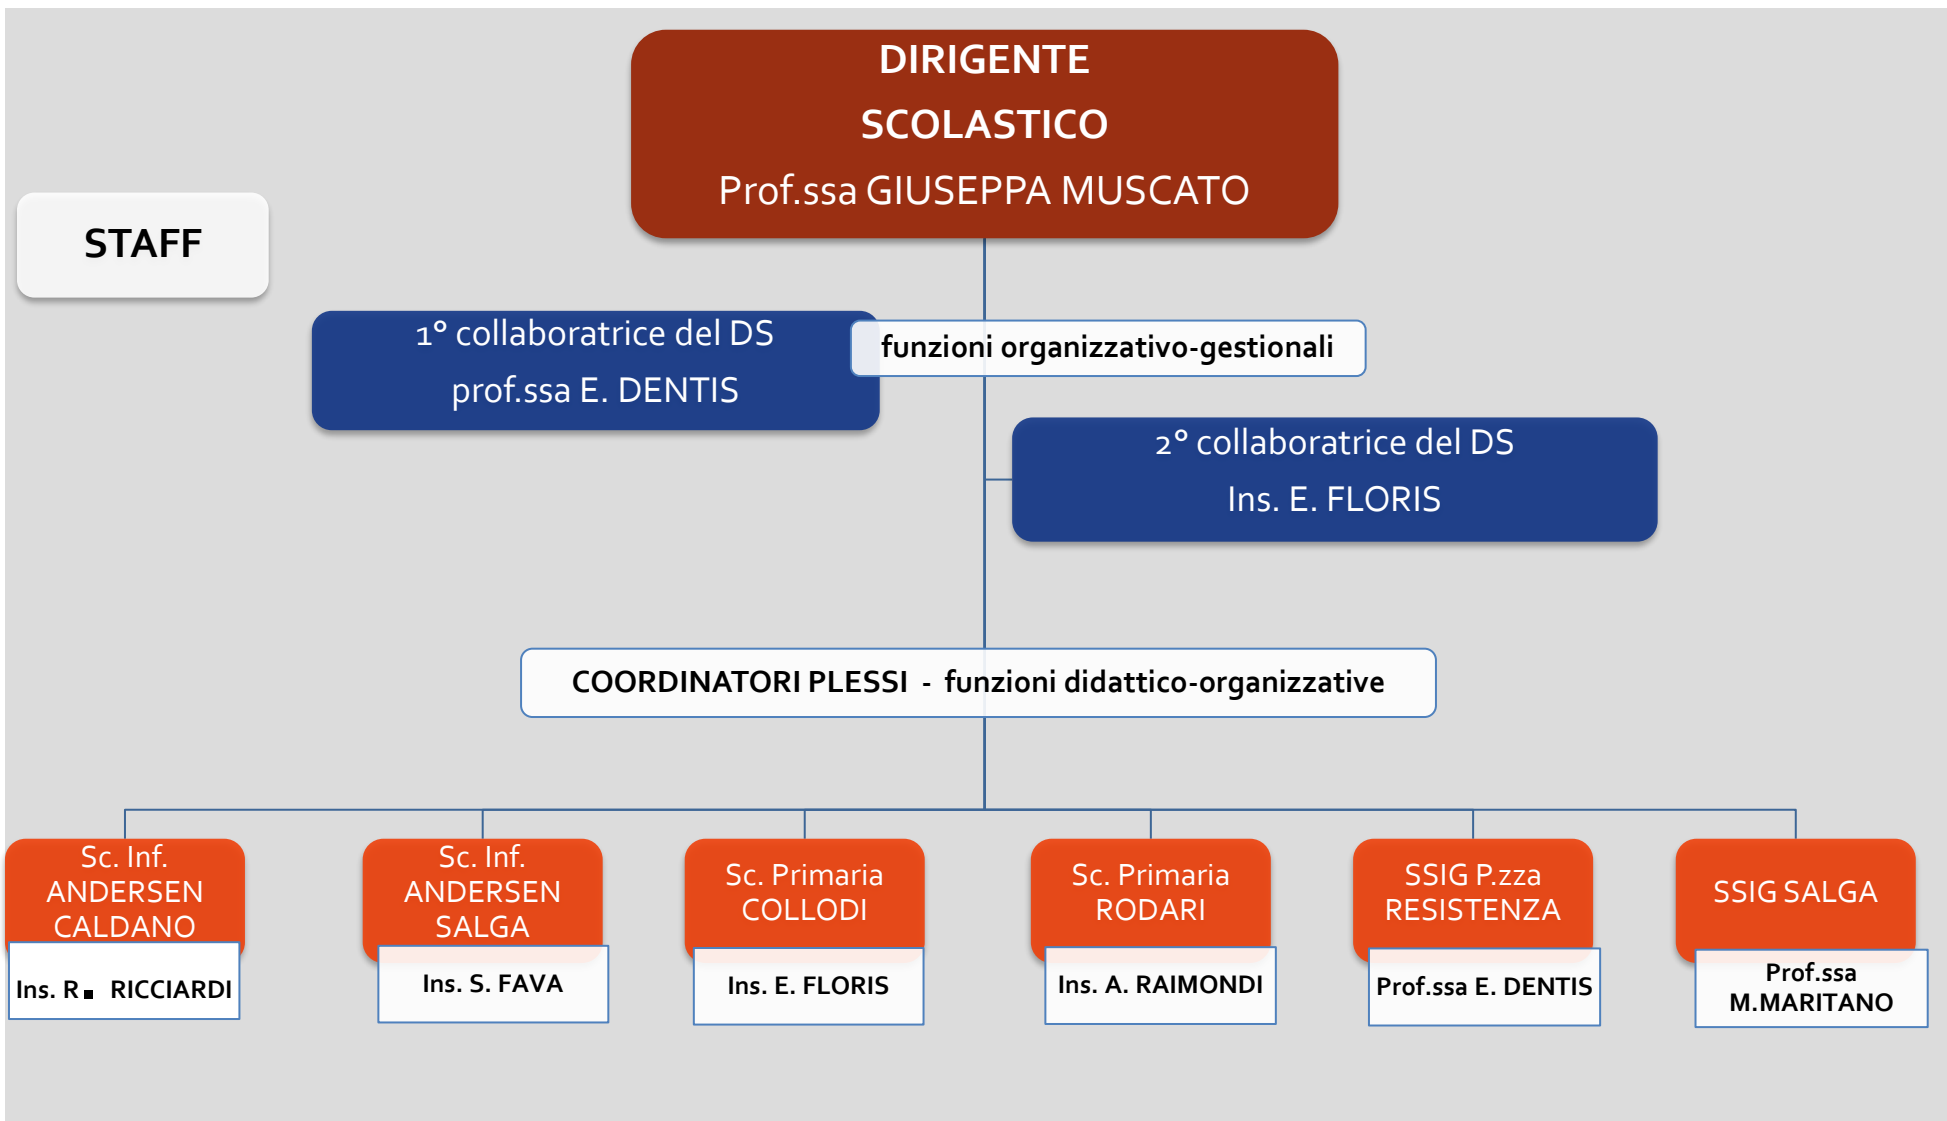 DIRIGENTE
SCOLASTICO
Prof.ssa GIUSEPPA MUSCATO
STAFF
1° collaboratrice del DS
prof.ssa E. DENTIS
funzioni organizzativo-gestionali
2° collaboratrice del DS
Ins. E. FLORIS
COORDINATORI PLESSI - funzioni didattico-organizzative
Sc. Inf.
ANDERSEN
CALDANO
Ins. R. RICCIARDI
Sc. Inf.
ANDERSEN
SALGA
Ins. S. FAVA
Sc. Primaria
COLLODI
Ins. E. FLORIS
Sc. Primaria
RODARI
Ins. A. RAIMONDI
SSIG P.zza
RESISTENZA
Prof.ssa E. DENTIS
SSIG SALGA
Prof.ssa
M.MARITANO